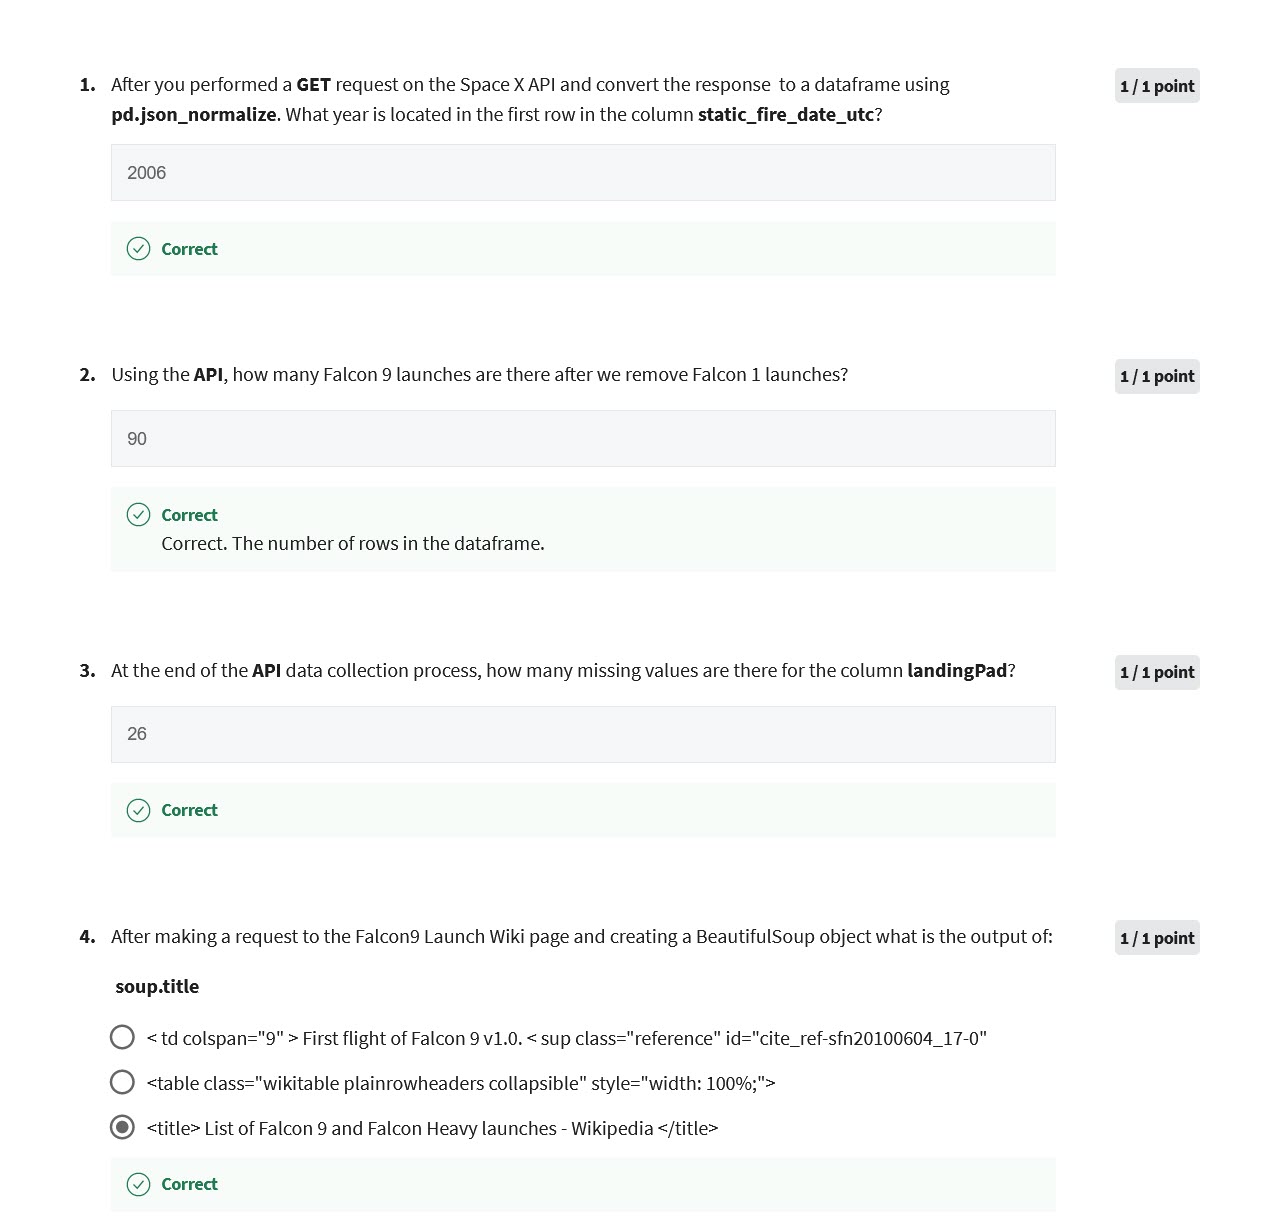 1. After you performed a GET request on the Space X API and convert the response to a dataframe using
pd.json_normalize. What year is located in the first row in the column static_fire_date_utc?
1 / 1 point
2006
Correct
2. Using the API, how many Falcon 9 launches are there after we remove Falcon 1 launches?
1 / 1 point
90
Correct
Correct. The number of rows in the dataframe.
3. At the end of the API data collection process, how many missing values are there for the column landingPad?
1 / 1 point
26
Correct
4. After making a request to the Falcon9 Launch Wiki page and creating a BeautifulSoup object what is the output of:
1 / 1 point
soup.title
< td colspan="9" > First flight of Falcon 9 v1.0. < sup class="reference" id="cite_ref-sfn20100604_17-0"
<table class="wikitable plainrowheaders collapsible" style="width: 100%;">
<title> List of Falcon 9 and Falcon Heavy launches - Wikipedia </title>
Correct